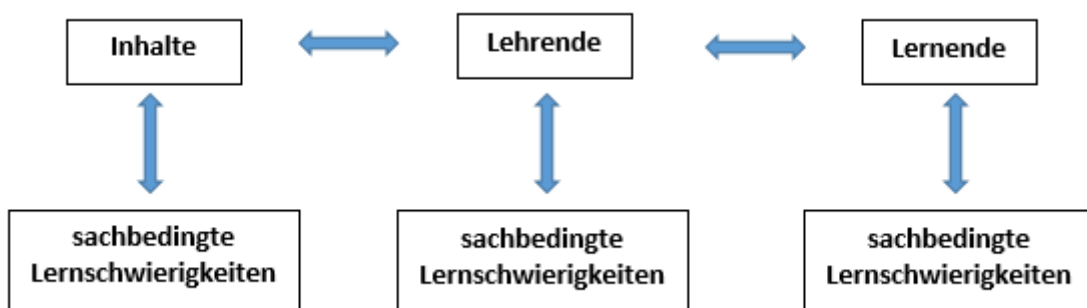 Inhalte
Lehrende
Lernende
sachbedingte
Lernschwierigkeiten
sachbedingte
Lernschwierigkeiten
sachbedingte
Lernschwierigkeiten